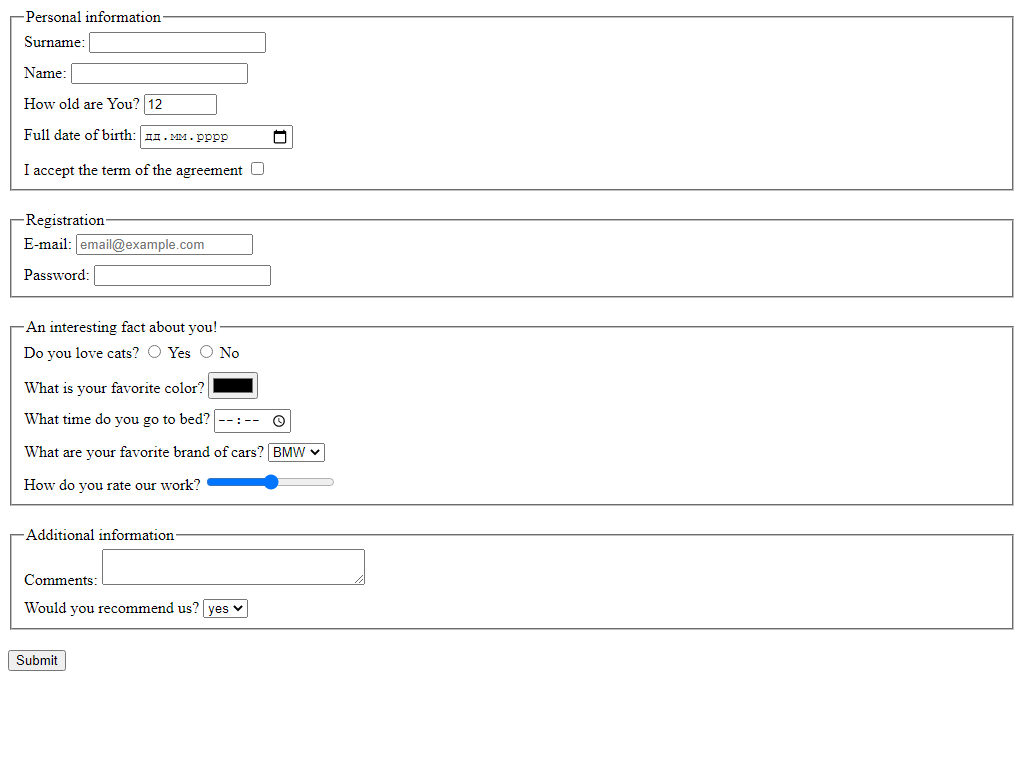 Personal information
Surname:
Name:
How old are You? 12
Full date of birth: дд.мм.рррр
I accept the term of the agreement
Registration
E-mail: email@example.com
Password:
An interesting fact about you!
Do you love cats? Yes No
What is your favorite color?
What time do you go to bed? --:--
What are your favorite brand of cars? BMW
How do you rate our work?
Additional information
Comments:
Would you recommend us? yes
Submit